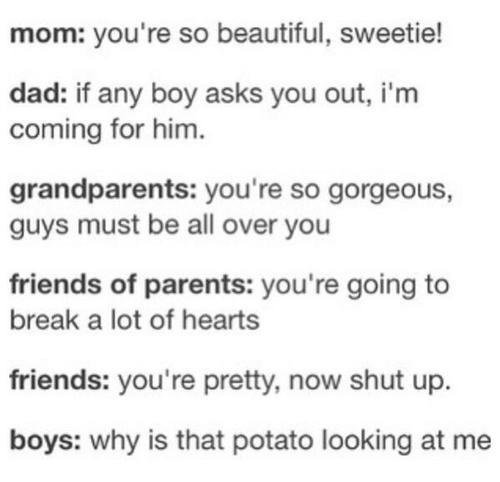 mom: you're so beautiful, sweetie!
dad: if any boy asks you out, i'm
coming for him.
grandparents: you're so gorgeous,
guys must be all over you
friends of parents: you're going to
break a lot of hearts
friends: you're pretty, now shut up.
boys: why is that potato looking at me